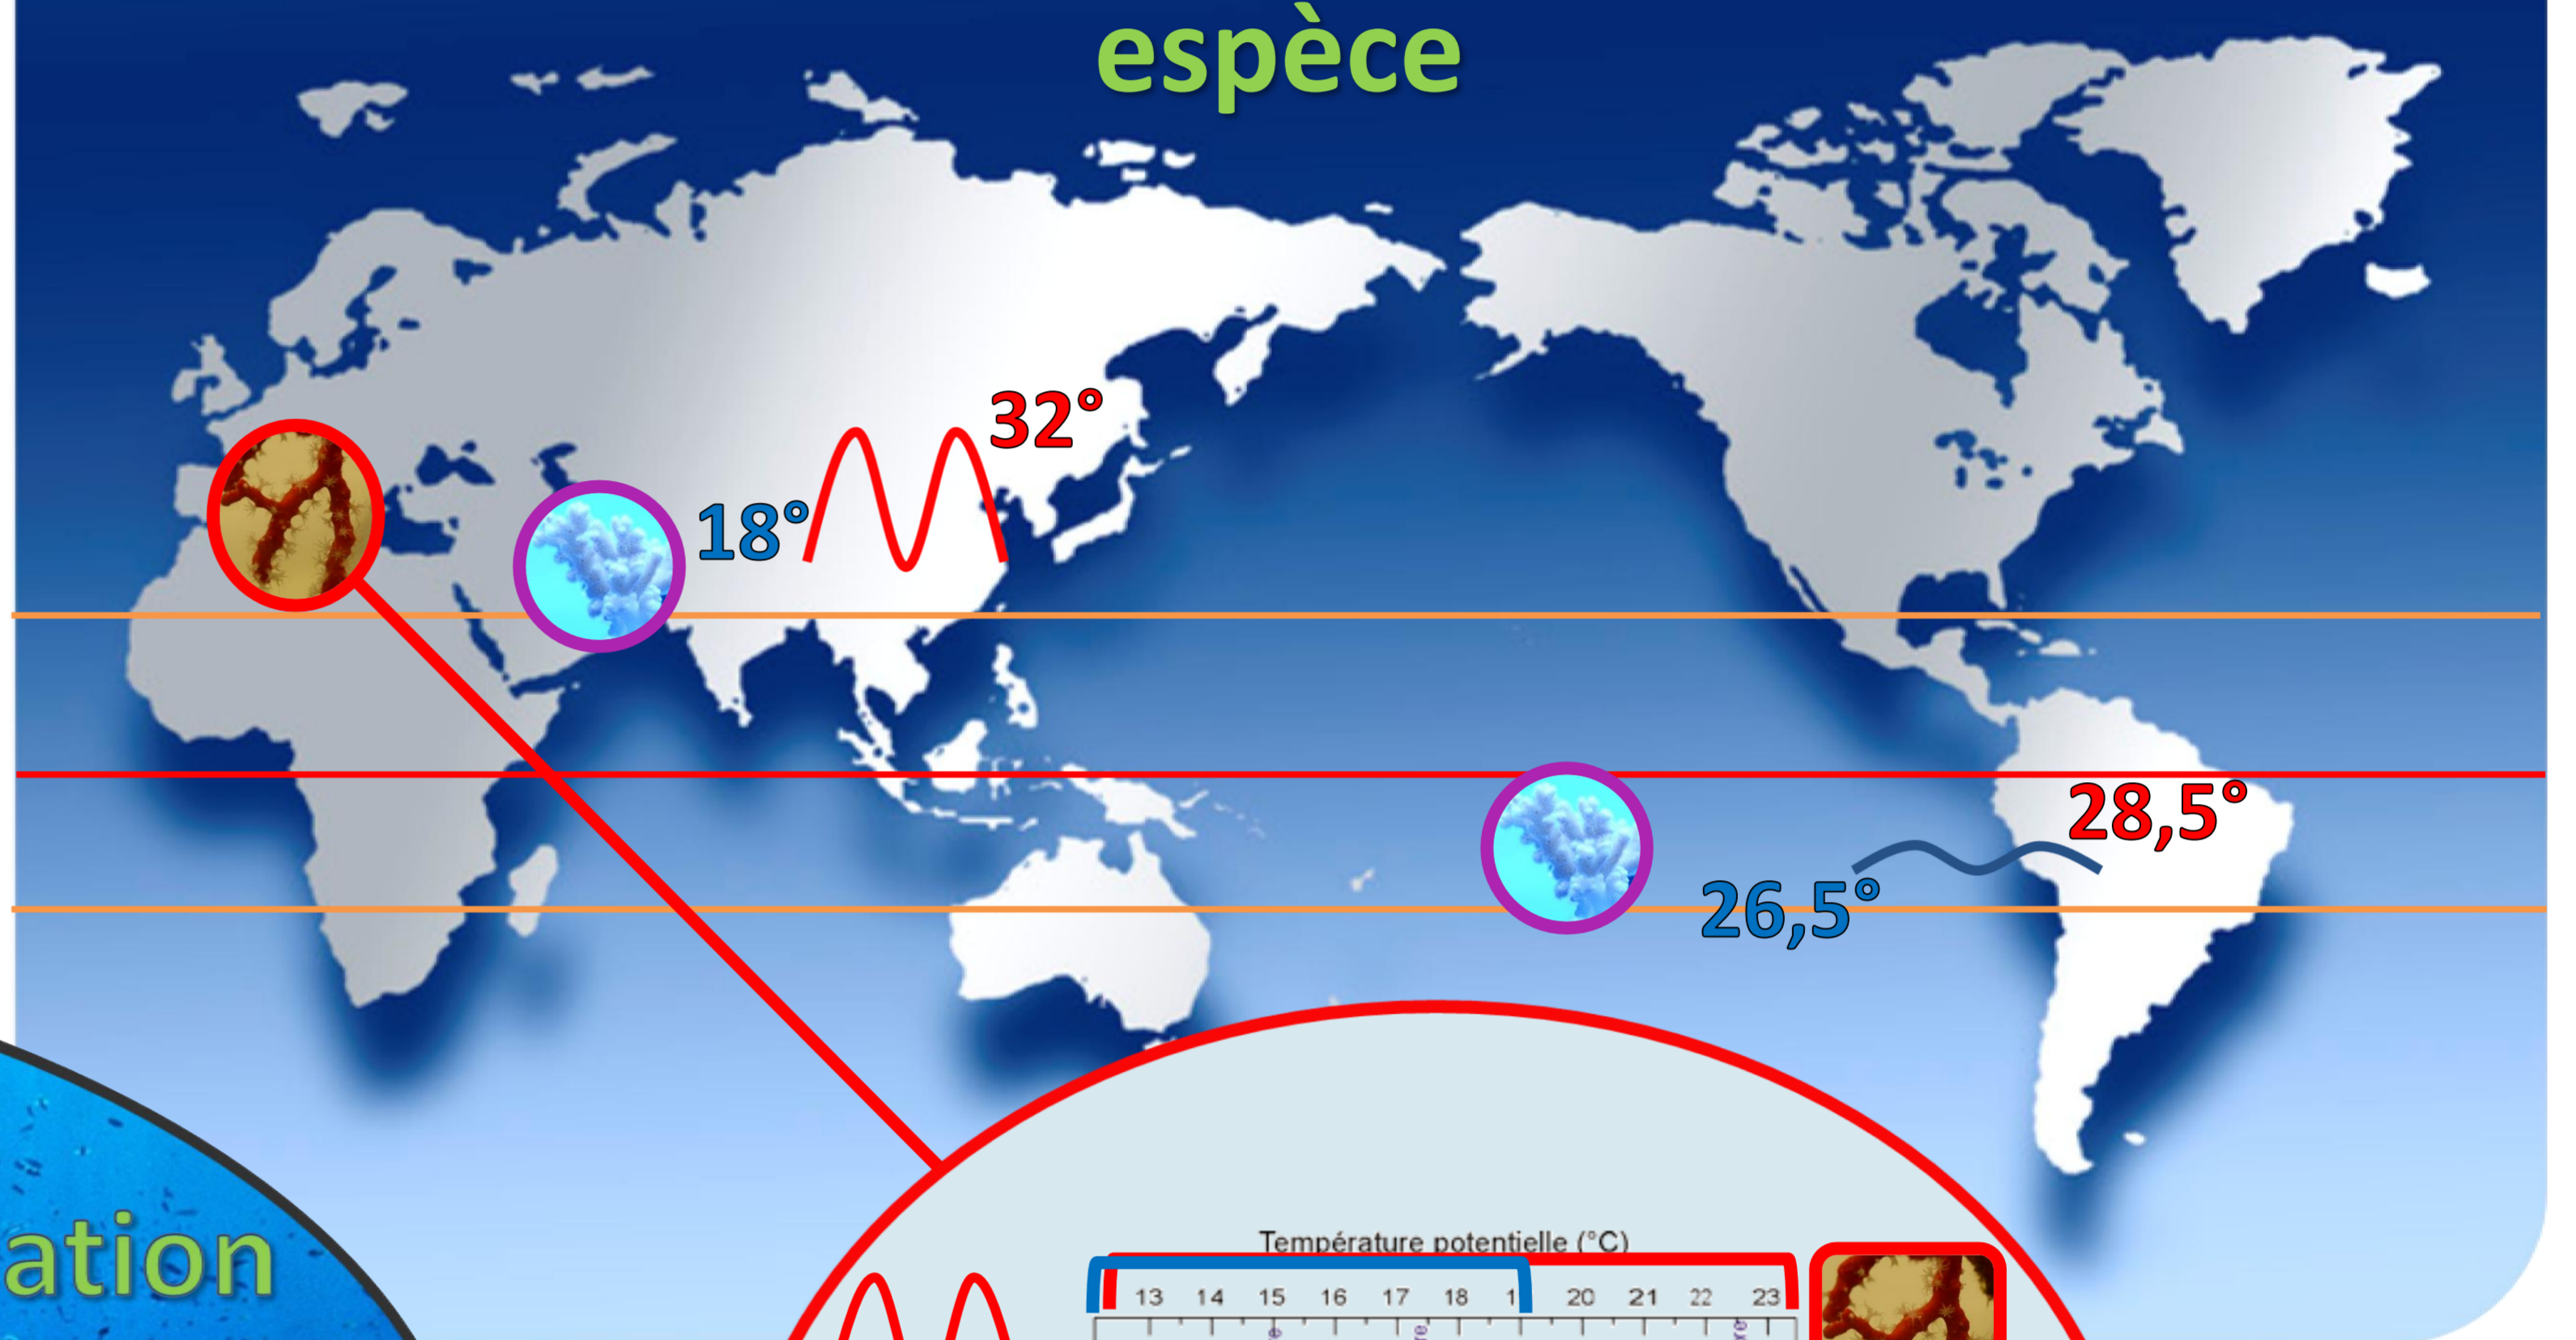 espèce
32°
18°
28,5°
26,5°
ation
Température potentielle (°C)
13 14 15 16 17 18 20 21 22 23